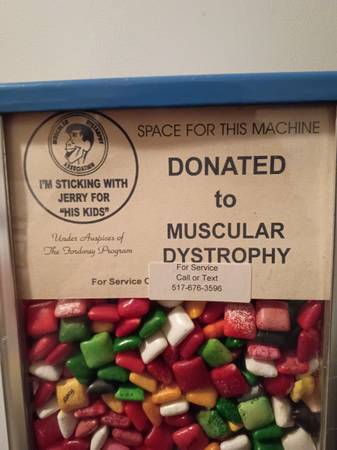 MUSCULAR DYSTROPHY
ASSOCIATION
I'M STICKING WITH
JERRY FOR
"HIS KIDS"
Under Auspices of
The Fordway Program
SPACE FOR THIS MACHINE
DONATED
to
MUSCULAR
DYSTROPHY
For Service
For Service
Call or Text
517-676-3596